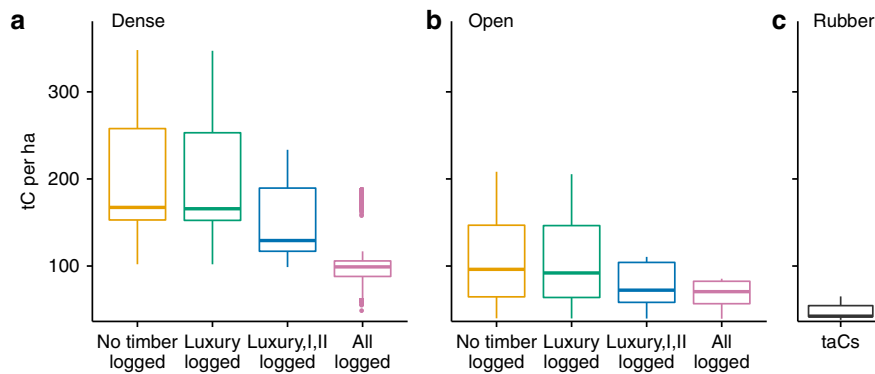 a Dense
b Open
c Rubber
tC per ha
300
200
100
No timber logged
Luxury logged
Luxury,I,II logged
All logged
No timber logged
Luxury logged
Luxury,I,II logged
All logged
taCs